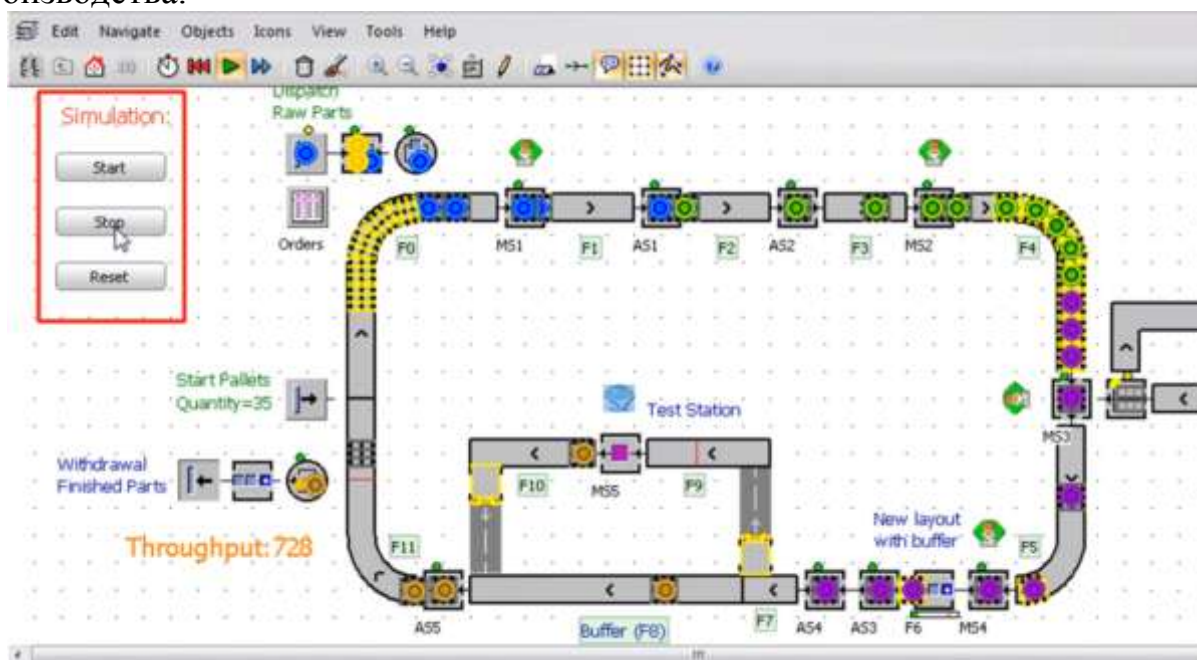 оизводства.
Edit Navigate Objects Icons View Tools Help
Simulation:
Start
Stop
Reset
Dispatch
Raw Parts
Orders
F0
MS1
F1
AS1
F2
AS2
F3
MS2
F4
Start Pallets
Quantity=35
Test Station
MS3
Withdrawal
Finished Parts
F10
MS5
F9
New layout
with buffer
Throughput: 728
F11
F5
AS5
Buffer (F8)
F7
AS4
AS3
F6
MS4